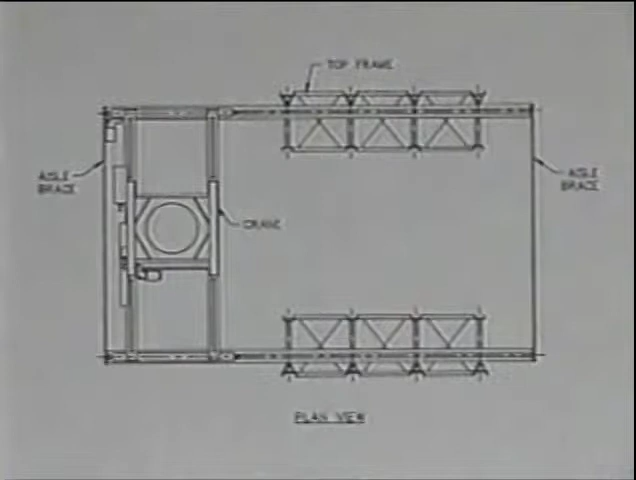 TOP FRAME
AISLE
BRACE
AISLE
BRACE
CRANE
PLAN VIEW